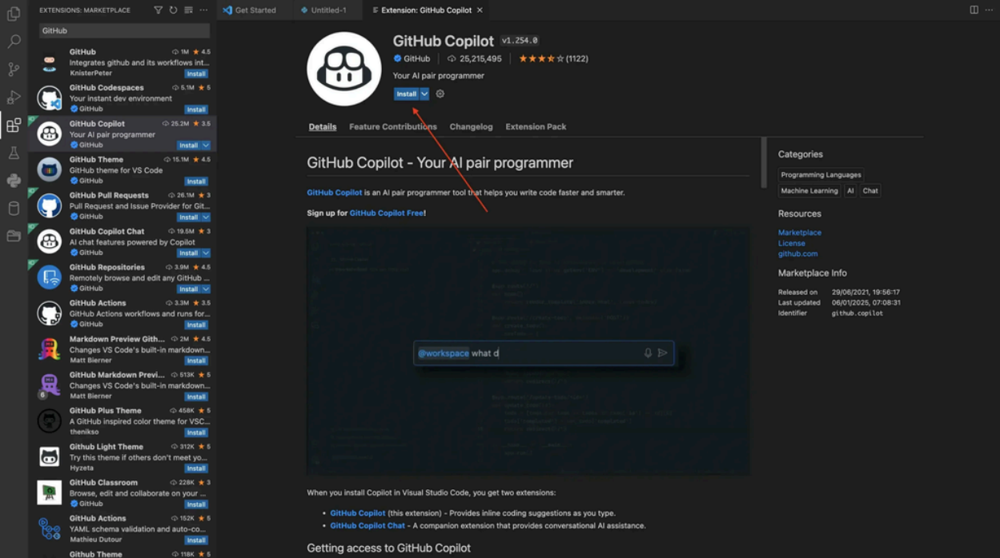 EXTENSIONS: MARKETPLACE
GitHub
GitHub 1M 4.5
Integrates github and its workflows int...
KnisterPeter Install
GitHub Codespaces 5.1M 5
Your instant dev environment
GitHub Install
GitHub Copilot 25.2M 3.5
Your AI pair programmer
GitHub Install
GitHub Theme 15.1M 4.5
GitHub theme for VS Code
GitHub Install
GitHub Pull Requests 26.1M 3
Pull Request and Issue Provider for Git...
GitHub Install
GitHub Copilot Chat 19.5M 3
AI chat features powered by Copilot
GitHub Install
GitHub Repositories 3.9M 4.5
Remotely browse and edit any GitHub ...
GitHub Install
GitHub Actions 3.3M 3.5
GitHub Actions workflows and runs for...
GitHub Install
Markdown Preview Gith... 2M 4.5
Changes VS Code's built-in markdown...
Matt Bierner Install
GitHub Markdown Previ... 513K 5
Changes VS Code's built-in markdown...
6
Matt Bierner Install
GitHub Plus Theme 458K 5
A GitHub inspired color theme for VSC...
thenikso Install
Github Light Theme 312K 5
Try this theme if others don't meet yo...
Hyzeta Install
GitHub Classroom 228K 3
Browse, edit and collaborate on your ...
GitHub Install
GitHub Actions 152K 5
YAML schema validation and auto-co...
Mathieu Dutour Install
Github Theme 118K 5
Get Started
Untitled-1
Extension: GitHub Copilot
GitHub Copilot v1.254.0
GitHub 25,215,495 (1122)
Your AI pair programmer
Install
Details Feature Contributions Changelog Extension Pack
GitHub Copilot - Your AI pair programmer
GitHub Copilot is an AI pair programmer tool that helps you write code faster and smarter.
Sign up for GitHub Copilot Free!
@workspace what d
When you install Copilot in Visual Studio Code, you get two extensions:
• GitHub Copilot (this extension) - Provides inline coding suggestions as you type.
• GitHub Copilot Chat - A companion extension that provides conversational AI assistance.
Getting access to GitHub Copilot
Categories
Programming Languages
Machine Learning AI Chat
Resources
Marketplace
License
github.com
Marketplace Info
Released on 29/06/2021, 19:56:17
Last updated 06/01/2025, 07:08:31
Identifier github.copilot